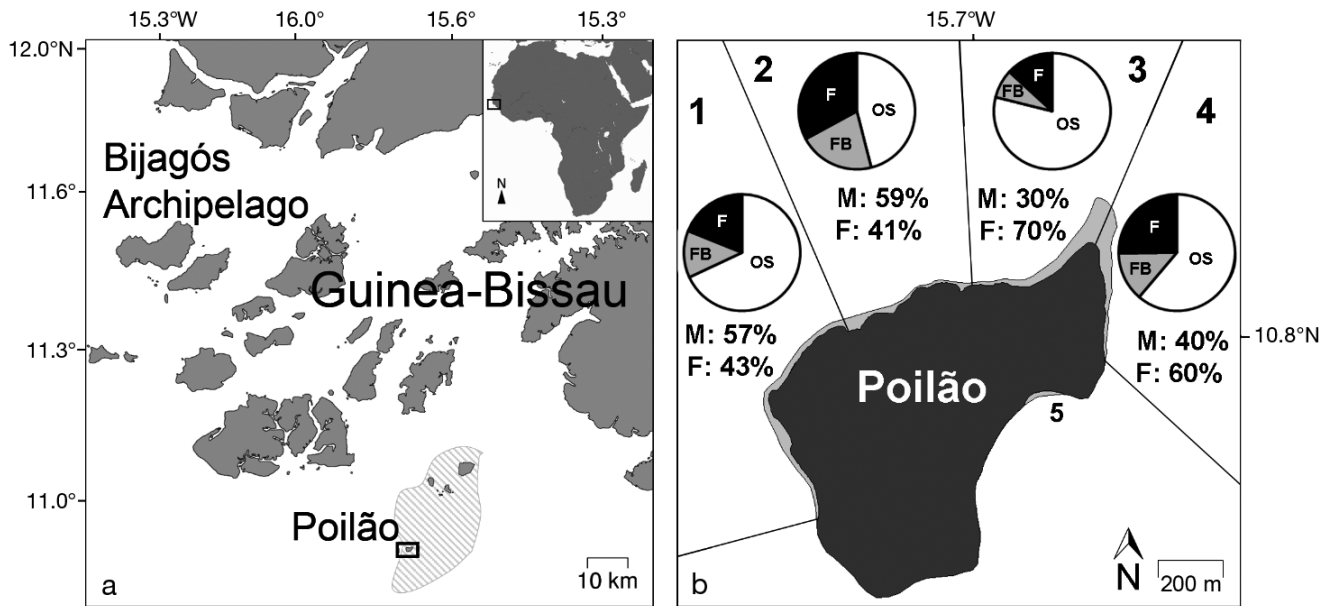 15.3°W
16.0°
15.6°
15.3°
12.0°N
11.6°
11.3°
11.0°
Bijagós
Archipelago
Guinea-Bissau
Poilão
N
10 km
a
15.7°W
10.8°N
1
2
3
4
5
F
FB
OS
M: 57%
F: 43%
F
OS
FB
M: 59%
F: 41%
F
FB
OS
M: 30%
F: 70%
F
FB
OS
M: 40%
F: 60%
Poilão
N
200 m
b